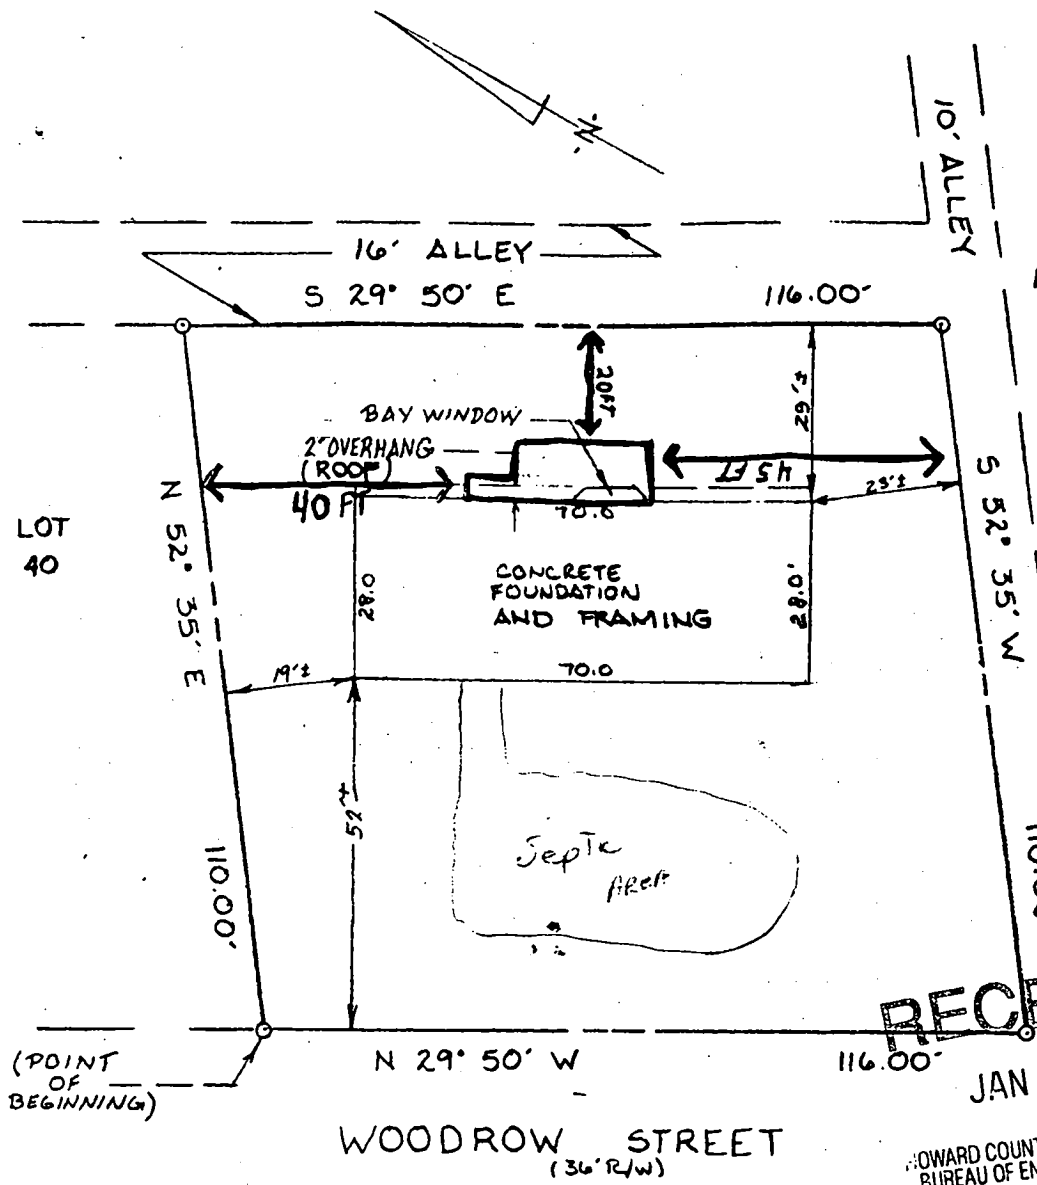 N
10' ALLEY
16' ALLEY
S 29° 50' E
116.00'
20FT
29'±
BAY WINDOW
2' OVERHANG
(ROOF)
40 FT
45 FT
23'±
70.0
LOT
40
N 52° 35' E
S 52° 35' W
28.0
28.0'
CONCRETE
FOUNDATION
AND FRAMING
19'±
70.0
52'±
SepTic
AREA
110.00'
(POINT
OF
BEGINNING)
N 29° 50' W
116.00'
JAN
WOODROW STREET
(36' R/W)
HOWARD COUN
BUREAU OF EN